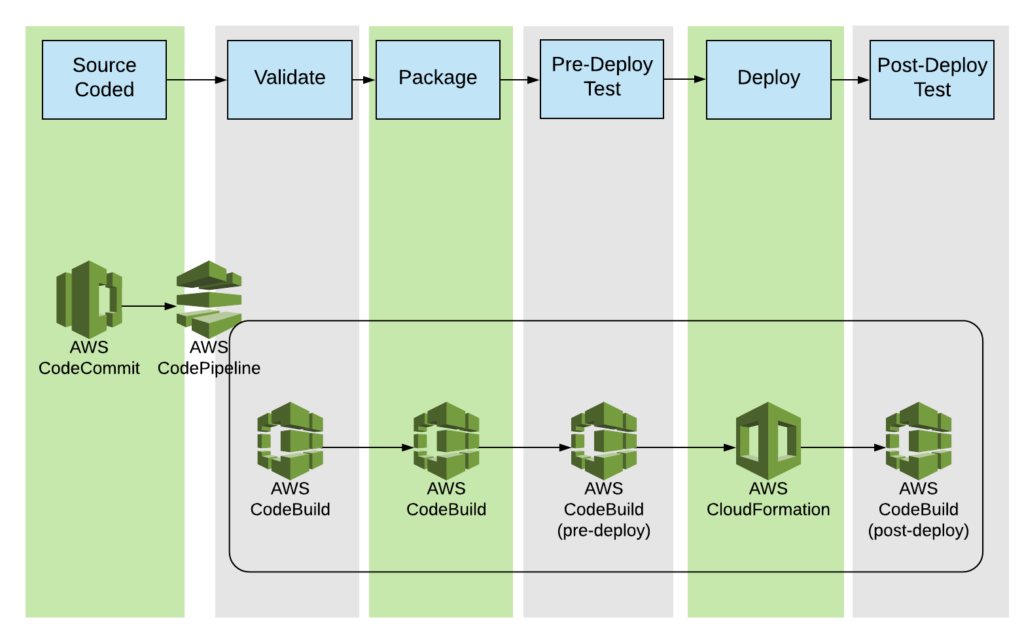 Source
Coded
Validate
Package
Pre-Deploy
Test
Deploy
Post-Deploy
Test
AWS
CodeCommit
AWS
CodePipeline
AWS
CodeBuild
AWS
CodeBuild
AWS
CodeBuild
(pre-deploy)
AWS
CloudFormation
AWS
CodeBuild
(post-deploy)